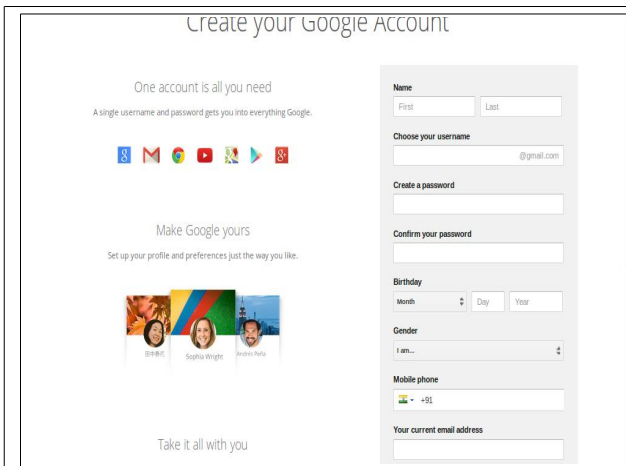 Create your Google Account
One account is all you need
A single username and password gets you into everything Google.
Make Google yours
Set up your profile and preferences just the way you like.
Sophia Wright
Andrés Peña
Take it all with you
Name
First Last
Choose your username
@gmail.com
Create a password
Confirm your password
Birthday
Month Day Year
Gender
I am...
Mobile phone
+91
Your current email address